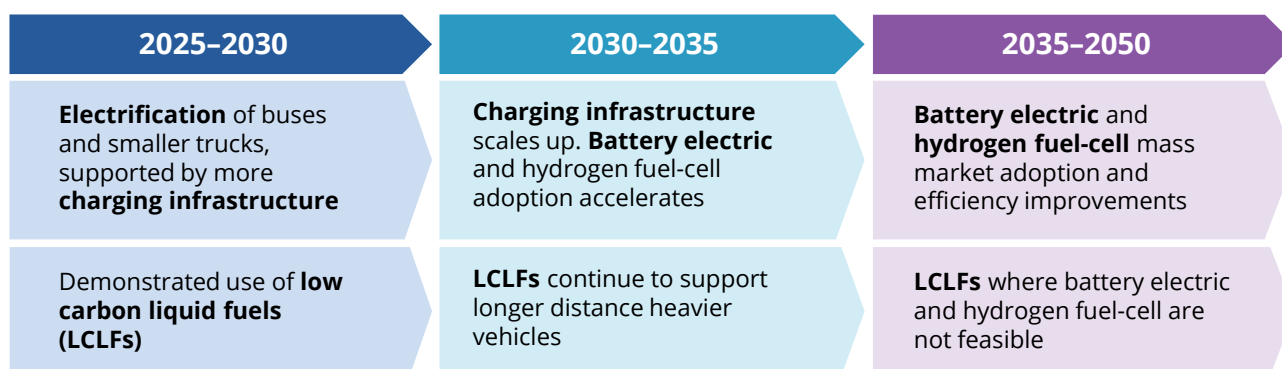 2025–2030
2030–2035
2035–2050
Electrification of buses
and smaller trucks,
supported by more
charging infrastructure
Charging infrastructure
scales up. Battery electric
and hydrogen fuel-cell
adoption accelerates
Battery electric and
hydrogen fuel-cell mass
market adoption and
efficiency improvements
Demonstrated use of low
carbon liquid fuels
(LCLFs)
LCLFs continue to support
longer distance heavier
vehicles
LCLFs where battery electric
and hydrogen fuel-cell are
not feasible